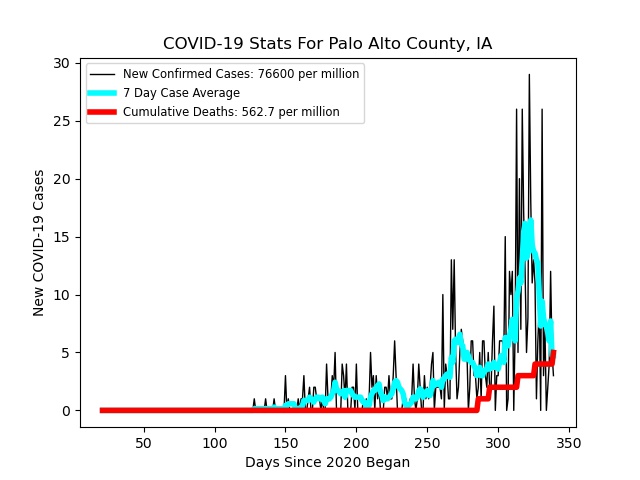 COVID-19 Stats For Palo Alto County, IA
New Confirmed Cases: 76600 per million
7 Day Case Average
Cumulative Deaths: 562.7 per million
New COVID-19 Cases
30
25
20
15
10
5
0
50
100
150
200
250
300
350
Days Since 2020 Began